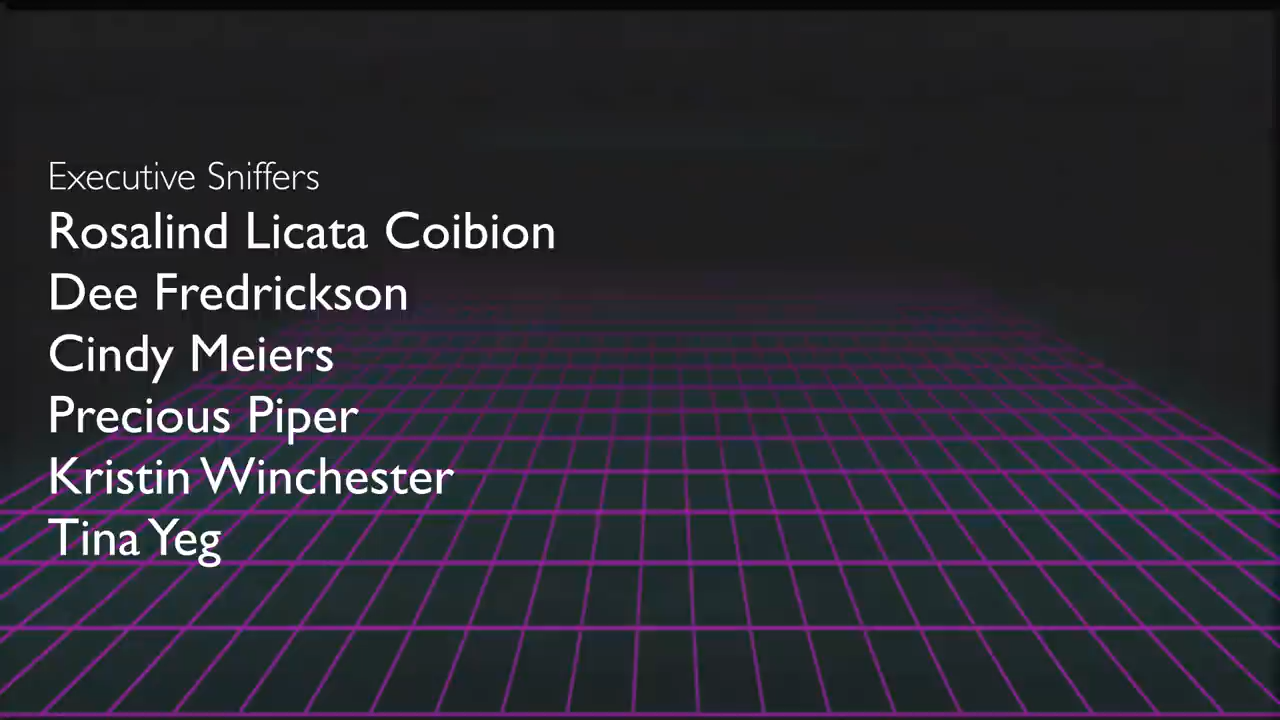 Executive Sniffers
Rosalind Licata Coibion
Dee Fredrickson
Cindy Meiers
Precious Piper
Kristin Winchester
Tina Yeg